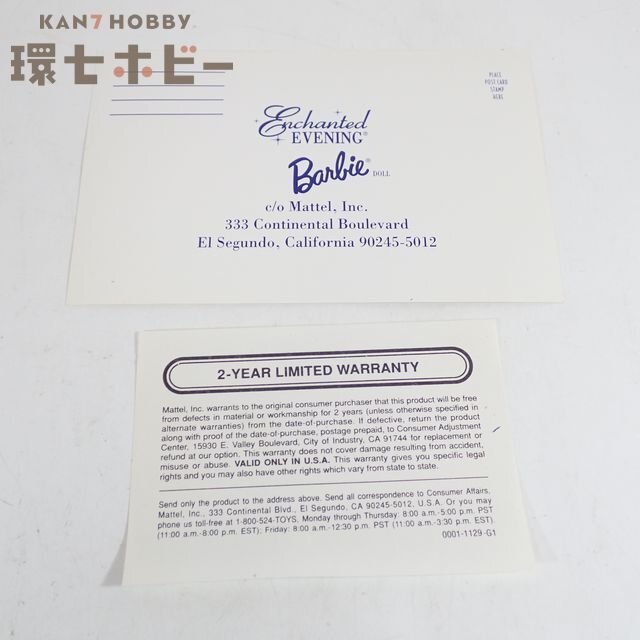 KAN7HOBBY
環七ホビー
PLACE
POST CARD
STAMP
HERE
Enchanted
EVENING®
Barbie® DOLL
c/o Mattel, Inc.
333 Continental Boulevard
El Segundo, California 90245-5012
2-YEAR LIMITED WARRANTY
Mattel, Inc. warrants to the original consumer purchaser that this product will be free
from defects in material or workmanship for 2 years (unless otherwise specified in
alternate warranties) from the date-of-purchase. If defective, return the product
along with proof of the date-of-purchase, postage prepaid, to Consumer Adjustment
Center, 15930 E. Valley Boulevard, City of Industry, CA 91744 for replacement or
refund at our option. This warranty does not cover damage resulting from accident,
misuse or abuse. VALID ONLY IN U.S.A. This warranty gives you specific legal
rights and you may also have other rights which vary from state to state.
Send only the product to the address above. Send all correspondence to Consumer Affairs,
Mattel, Inc., 333 Continental Blvd., El Segundo, CA 90245-5012, U.S.A. Or you may
phone us toll-free at 1-800-524-TOYS, Monday through Thursday: 8:00 a.m.-5:00 p.m. PST
(11:00 a.m.-8:00 p.m. EST); Friday: 8:00 a.m.-12:30 p.m. PST (11:00 a.m.-3:30 p.m. EST).
0001-1129-G1